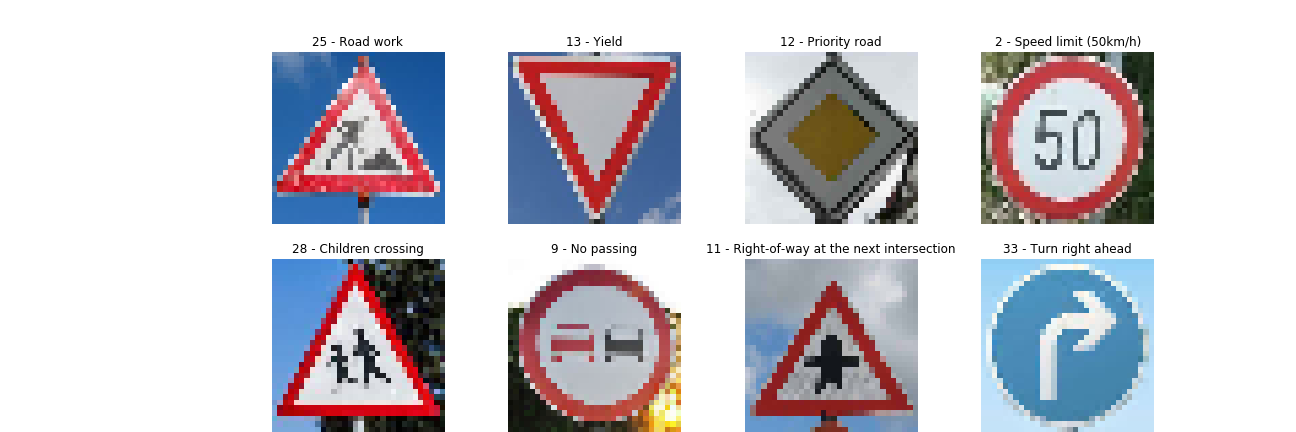 25 - Road work
13 - Yield
12 - Priority road
2 - Speed limit (50km/h)
50
28 - Children crossing
9 - No passing
11 - Right-of-way at the next intersection
33 - Turn right ahead